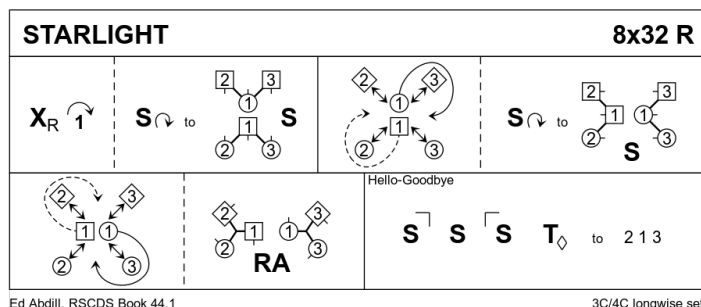 STARLIGHT 8x32 R
X R 1
S to 2 3 1 1 2 3 S
2 3 1 1 2 3
S to 2 3 1 1 2 3 S
2 3 1 1 2 3
2 3 1 1 2 3 RA
Hello-Goodbye
S S S T to 2 1 3
Ed Abdill, RSCDS Book 44.1 3C/4C longwise set